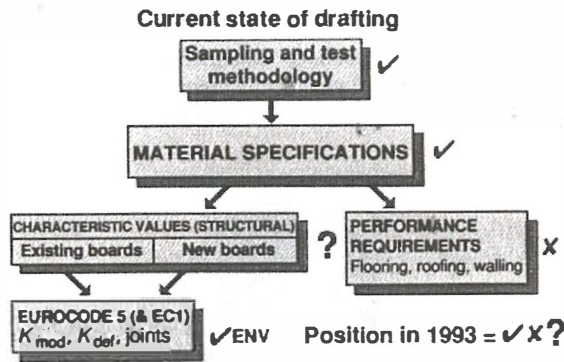 Current state of drafting
Sampling and test
methodology ✓
MATERIAL SPECIFICATIONS ✓
CHARACTERISTIC VALUES (STRUCTURAL)
Existing boards New boards
?
PERFORMANCE
REQUIREMENTS
Flooring, roofing, walling
X
EUROCODE 5 (& EC1)
Kmod, Kdef, joints
✓ENV
Position in 1993 = ✓X?